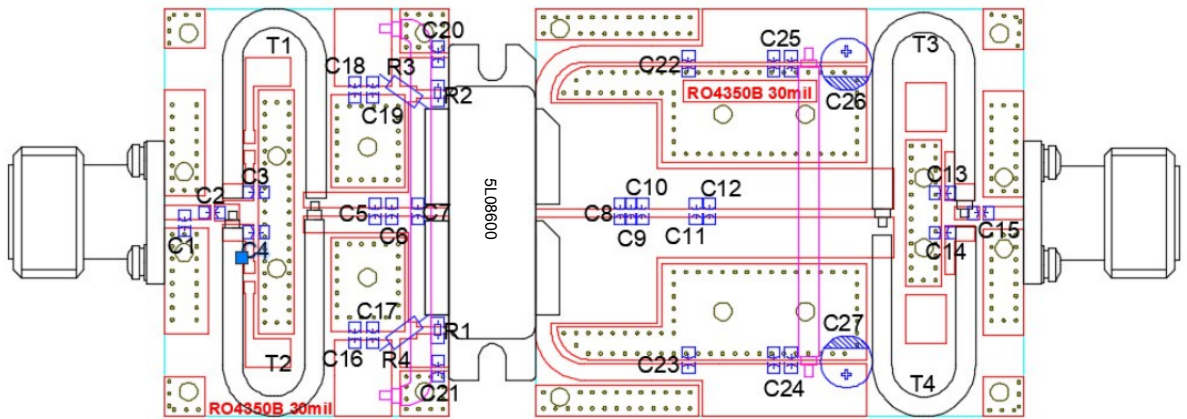 C20
T1
C18
R3
R2
C19
C25
C22
RO4350B 30mil
C26
T3
C3
C2
C1
C4
C5
C6
C7
5L08600
C8
C10
C9
C12
C11
C13
C15
C14
C17
C16
R1
R4
C21
T2
RO4350B 30mil
C27
C23
C24
T4